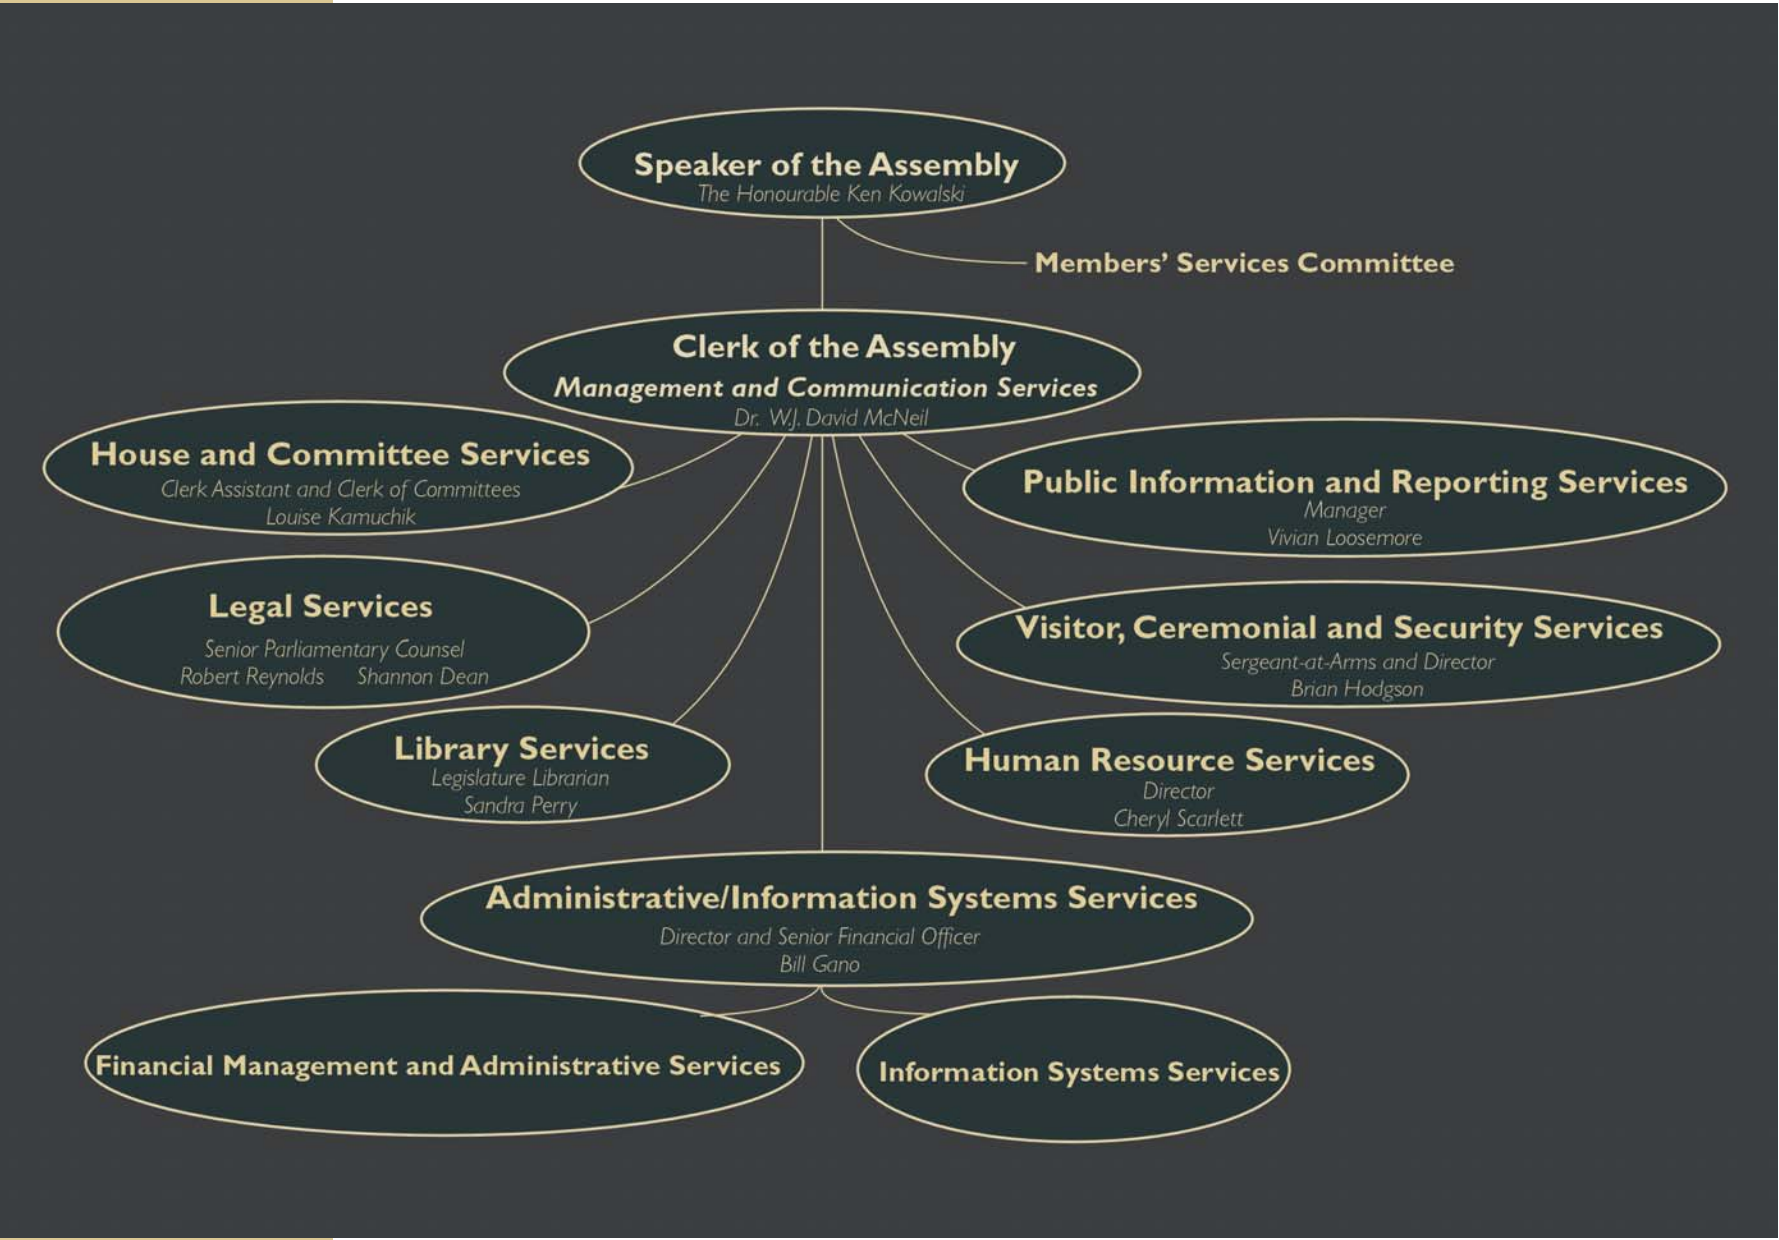 Speaker of the Assembly
The Honourable Ken Kowalski
Members' Services Committee
Clerk of the Assembly
Management and Communication Services
Dr. W.J. David McNeil
House and Committee Services
Clerk Assistant and Clerk of Committees
Louise Kamuchik
Public Information and Reporting Services
Manager
Vivian Loosemore
Legal Services
Senior Parliamentary Counsel
Robert Reynolds Shannon Dean
Visitor, Ceremonial and Security Services
Sergeant-at-Arms and Director
Brian Hodgson
Library Services
Legislature Librarian
Sandra Perry
Human Resource Services
Director
Cheryl Scarlett
Administrative/Information Systems Services
Director and Senior Financial Officer
Bill Gano
Financial Management and Administrative Services
Information Systems Services